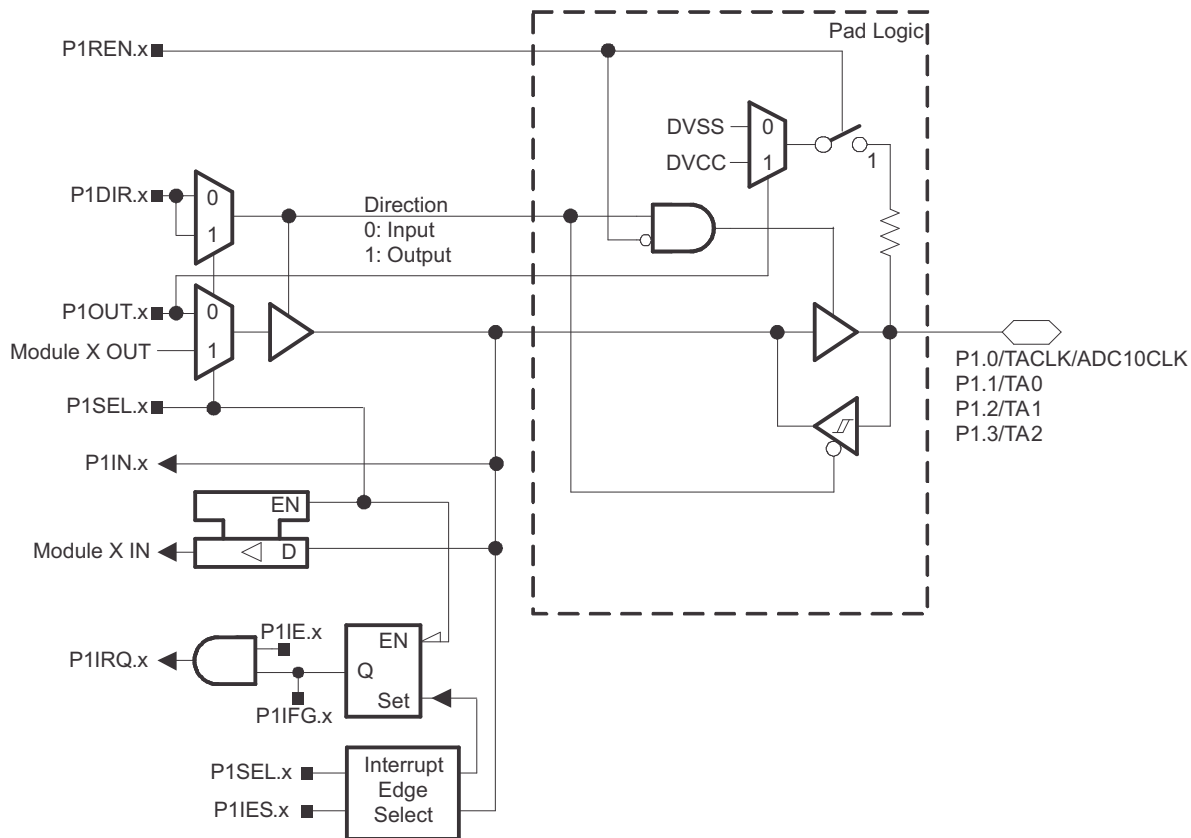 Pad Logic
P1REN.x
DVSS
0
DVCC
1
1
P1DIR.x
0
1
Direction
0: Input
1: Output
P1OUT.x
0
Module X OUT
1
P1.0/TACLK/ADC10CLK
P1.1/TA0
P1.2/TA1
P1.3/TA2
P1SEL.x
P1IN.x
EN
Module X IN
D
P1IE.x
P1IRQ.x
EN
Q
Set
P1IFG.x
P1SEL.x
P1IES.x
Interrupt
Edge
Select